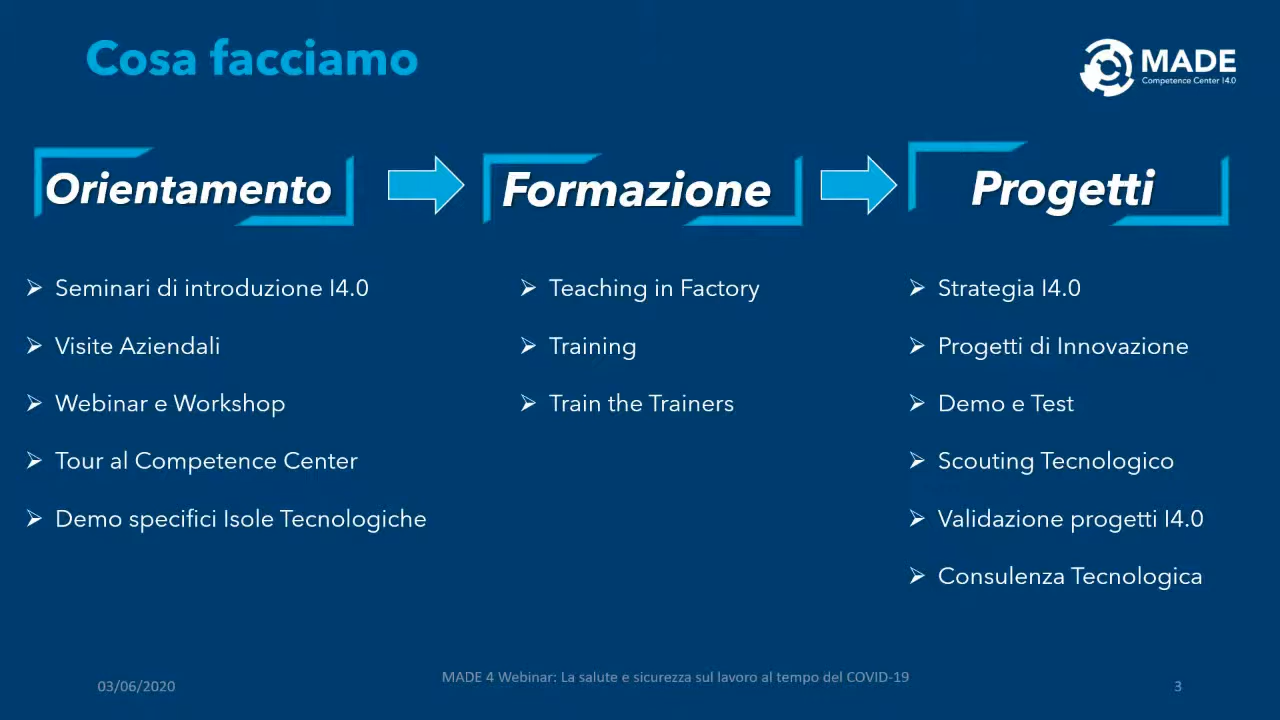 Cosa facciamo
MADE
Competence Center I4.0
Orientamento
Formazione
Progetti
Seminari di introduzione I4.0
Visite Aziendali
Webinar e Workshop
Tour al Competence Center
Demo specifici Isole Tecnologiche
Teaching in Factory
Training
Train the Trainers
Strategia I4.0
Progetti di Innovazione
Demo e Test
Scouting Tecnologico
Validazione progetti I4.0
Consulenza Tecnologica
03/06/2020
MADE 4 Webinar: La salute e sicurezza sul lavoro al tempo del COVID-19
3